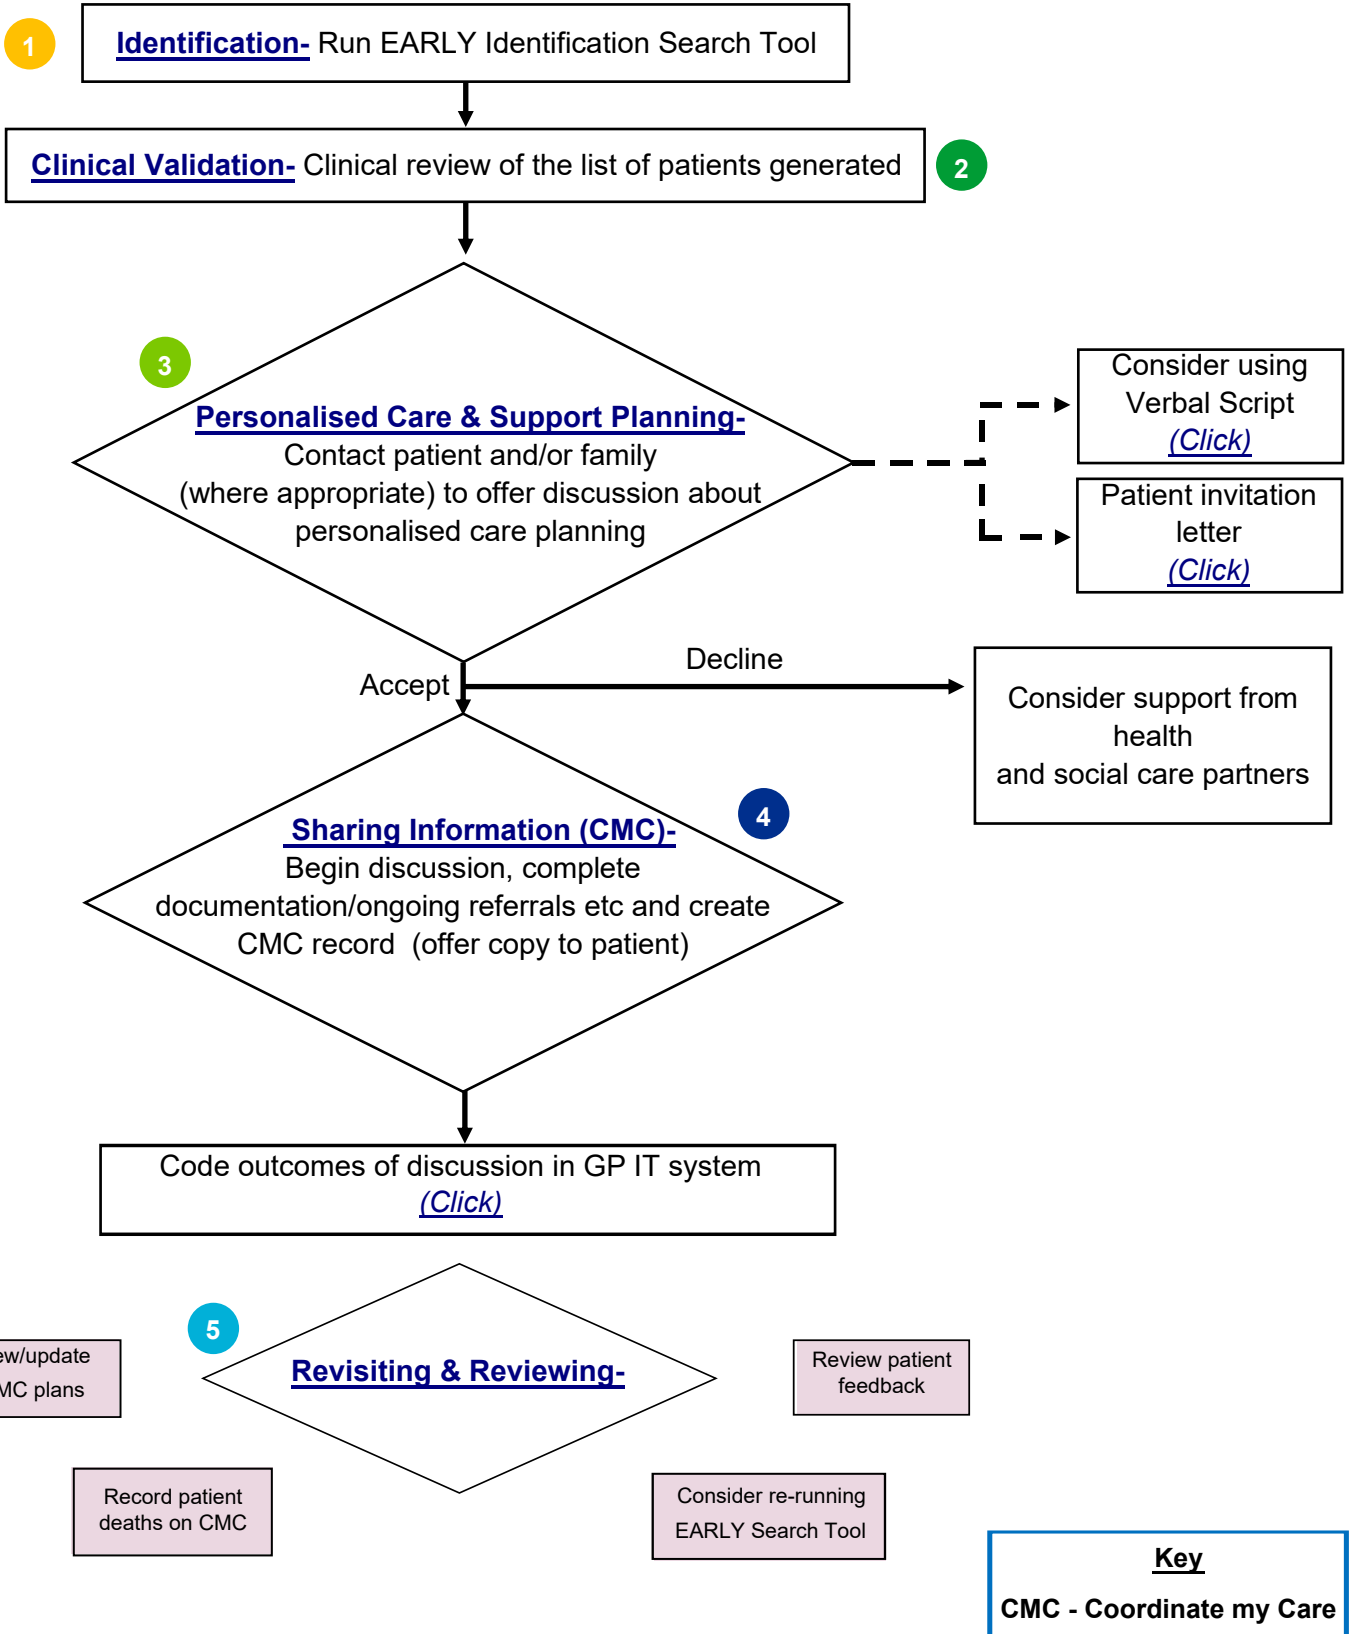 1
Identification- Run EARLY Identification Search Tool
Clinical Validation- Clinical review of the list of patients generated
2
3
Personalised Care & Support Planning-
Contact patient and/or family
(where appropriate) to offer discussion about
personalised care planning
Consider using
Verbal Script
(Click)
Patient invitation
letter
(Click)
Decline
Accept
Consider support from
health
and social care partners
4
Sharing Information (CMC)-
Begin discussion, complete
documentation/ongoing referrals etc and create
CMC record (offer copy to patient)
Code outcomes of discussion in GP IT system
(Click)
5
Revisiting & Reviewing-
ew/update
MC plans
Review patient
feedback
Record patient
deaths on CMC
Consider re-running
EARLY Search Tool
Key
CMC - Coordinate my Care